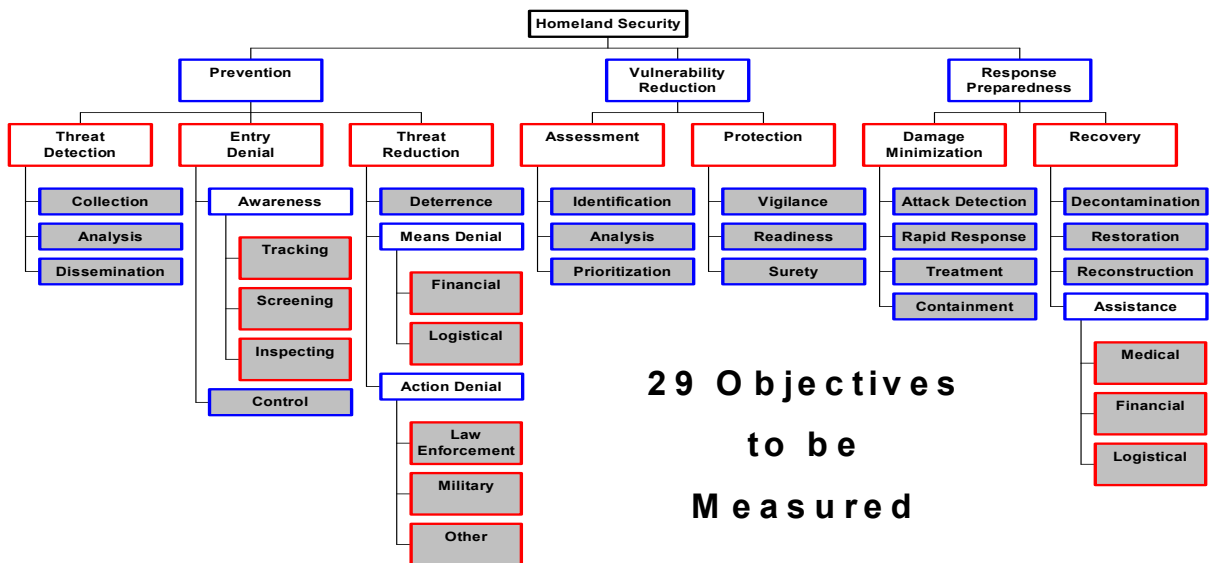 Homeland Security
Prevention
Vulnerability
Reduction
Response
Preparedness
Threat
Detection
Entry
Denial
Threat
Reduction
Assessment
Protection
Damage
Minimization
Recovery
Collection
Analysis
Dissemination
Awareness
Tracking
Screening
Inspecting
Control
Deterrence
Means Denial
Financial
Logistical
Action Denial
Law
Enforcement
Military
Other
Identification
Analysis
Prioritization
Vigilance
Readiness
Surety
Attack Detection
Rapid Response
Treatment
Containment
Decontamination
Restoration
Reconstruction
Assistance
Medical
Financial
Logistical
29 Objectives
to be
Measured